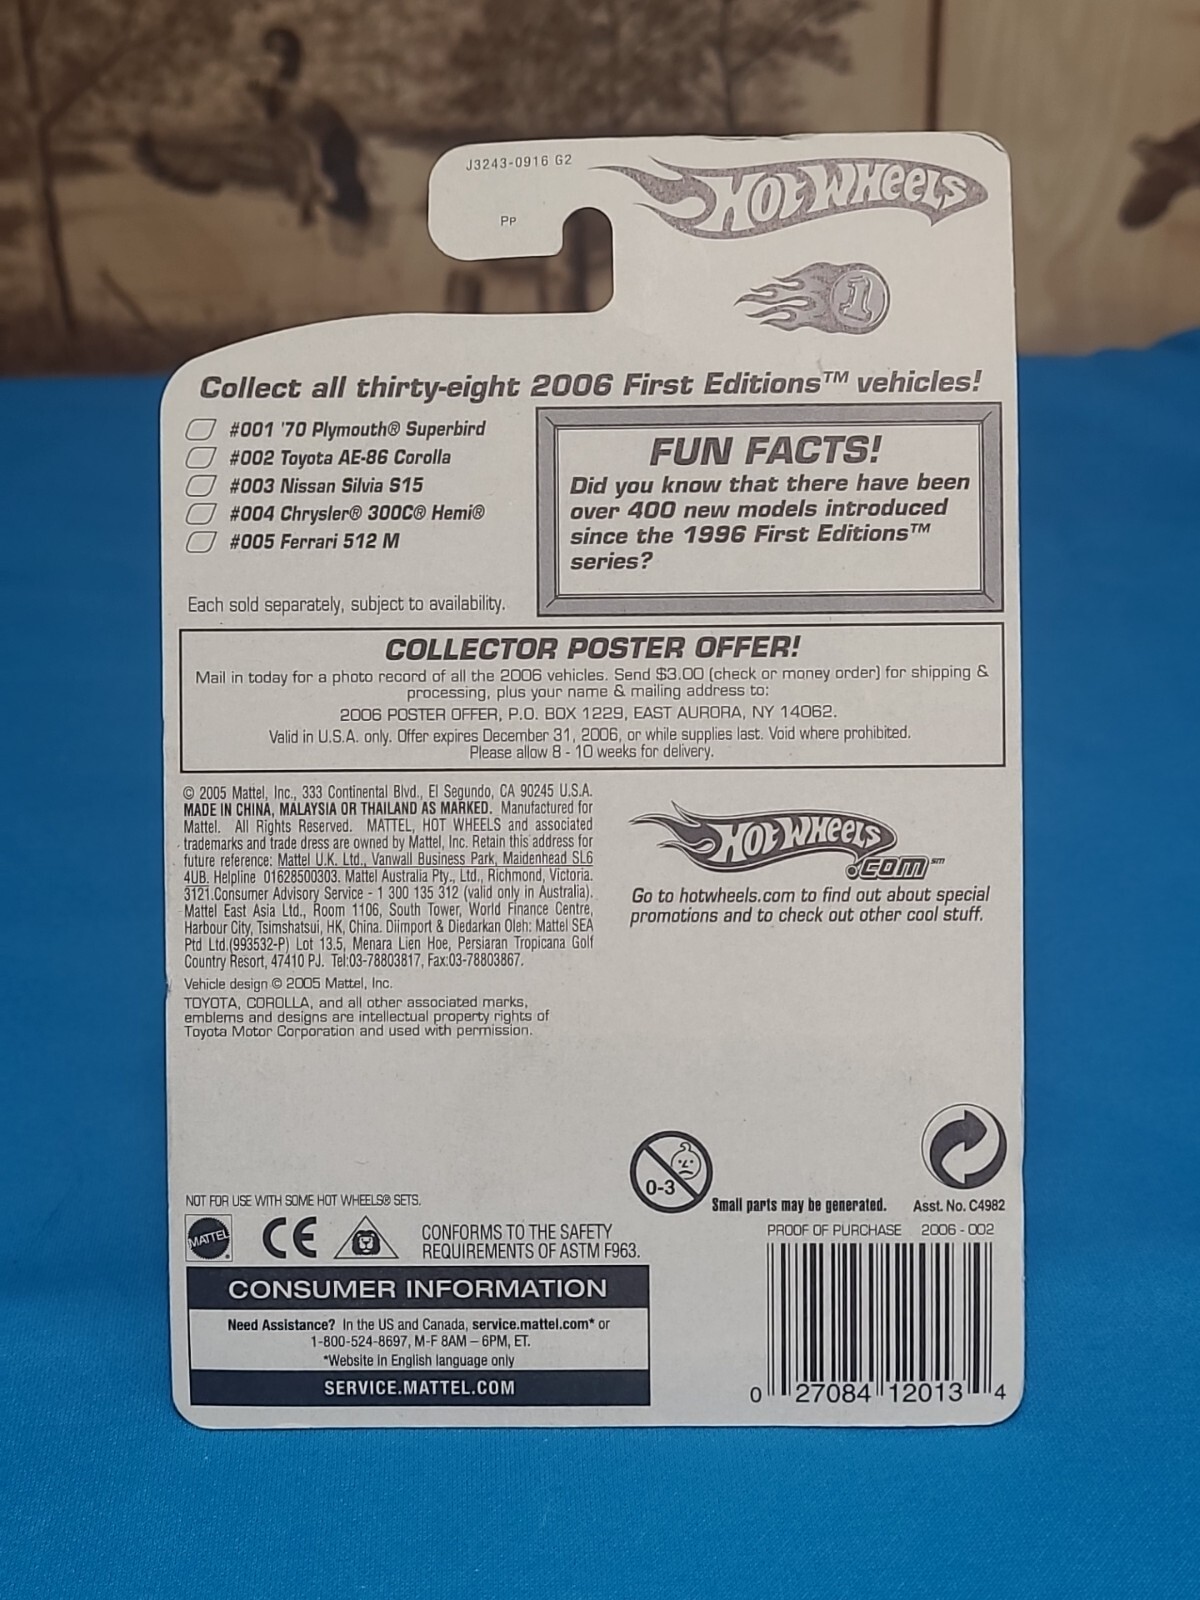 J3243-0916 G2
Pp
HOT WHEELS
1
Collect all thirty-eight 2006 First Editions™ vehicles!
#001 '70 Plymouth® Superbird
#002 Toyota AE-86 Corolla
#003 Nissan Silvia S15
#004 Chrysler® 300C® Hemi®
#005 Ferrari 512 M
Each sold separately, subject to availability.
FUN FACTS!
Did you know that there have been
over 400 new models introduced
since the 1996 First Editions™
series?
COLLECTOR POSTER OFFER!
Mail in today for a photo record of all the 2006 vehicles. Send $3.00 (check or money order) for shipping &
processing, plus your name & mailing address to:
2006 POSTER OFFER, P.O. BOX 1229, EAST AURORA, NY 14062.
Valid in U.S.A. only. Offer expires December 31, 2006, or while supplies last. Void where prohibited.
Please allow 8 - 10 weeks for delivery.
© 2005 Mattel, Inc., 333 Continental Blvd., El Segundo, CA 90245 U.S.A.
MADE IN CHINA, MALAYSIA OR THAILAND AS MARKED. Manufactured for
Mattel. All Rights Reserved. MATTEL, HOT WHEELS and associated
trademarks and trade dress are owned by Mattel, Inc. Retain this address for
future reference: Mattel U.K. Ltd., Vanwall Business Park, Maidenhead SL6
4UB. Helpline 01628500303. Mattel Australia Pty., Ltd., Richmond, Victoria.
3121.Consumer Advisory Service - 1 300 135 312 (valid only in Australia).
Mattel East Asia Ltd., Room 1106, South Tower, World Finance Centre,
Harbour City, Tsimshatsui, HK, China. Diimport & Diedarkan Oleh: Mattel SEA
Ptd Ltd.(993532-P) Lot 13.5, Menara Lien Hoe, Persiaran Tropicana Golf
Country Resort, 47410 PJ. Tel:03-78803817, Fax:03-78803867.
Vehicle design © 2005 Mattel, Inc.
TOYOTA, COROLLA, and all other associated marks,
emblems and designs are intellectual property rights of
Toyota Motor Corporation and used with permission.
HOT WHEELS
.COM℠
Go to hotwheels.com to find out about special
promotions and to check out other cool stuff.
0-3
Small parts may be generated.
Asst. No. C4982
NOT FOR USE WITH SOME HOT WHEELS® SETS.
MATTEL®
CE
CONFORMS TO THE SAFETY
REQUIREMENTS OF ASTM F963.
PROOF OF PURCHASE 2006 - 002
CONSUMER INFORMATION
Need Assistance? In the US and Canada, service.mattel.com* or
1-800-524-8697, M-F 8AM – 6PM, ET.
*Website in English language only
SERVICE.MATTEL.COM
0 27084 12013 4